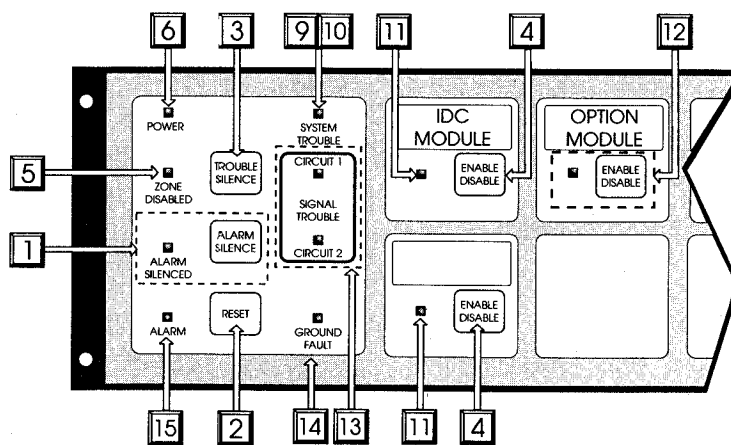 6 3 9 10 11 4 12
POWER
SYSTEM
TROUBLE
IDC
MODULE
OPTION
MODULE
5
ZONE
DISABLED
TROUBLE
SILENCE
CIRCUIT 1
SIGNAL
TROUBLE
CIRCUIT 2
ENABLE
DISABLE
ENABLE
DISABLE
1
ALARM
SILENCED
ALARM
SILENCE
ALARM
RESET
GROUND
FAULT
ENABLE
DISABLE
15 2 14 13 11 4